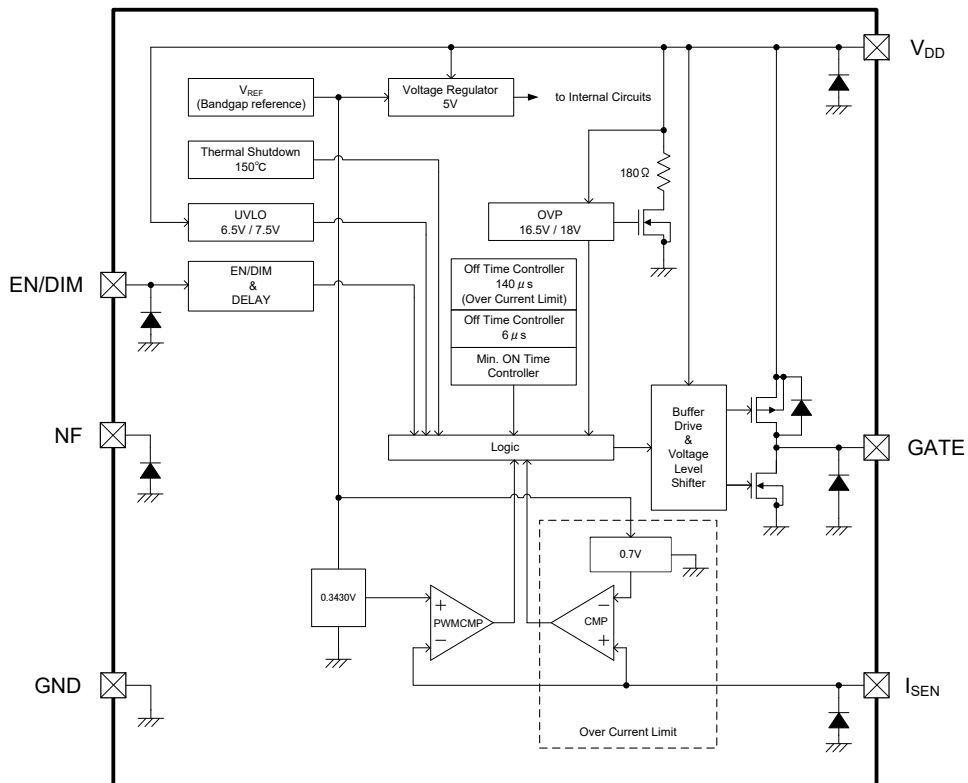 V_DD
V_REF
(Bandgap reference)
Voltage Regulator
5V
to Internal Circuits
Thermal Shutdown
150℃
180Ω
UVLO
6.5V / 7.5V
OVP
16.5V / 18V
EN/DIM
EN/DIM
&
DELAY
Off Time Controller
140μs
(Over Current Limit)
Off Time Controller
6μs
Min. ON Time
Controller
NF
Logic
Buffer
Drive
&
Voltage
Level
Shifter
GATE
0.7V
0.3430V
+
PWMCMP
−
−
CMP
+
GND
I_SEN
Over Current Limit